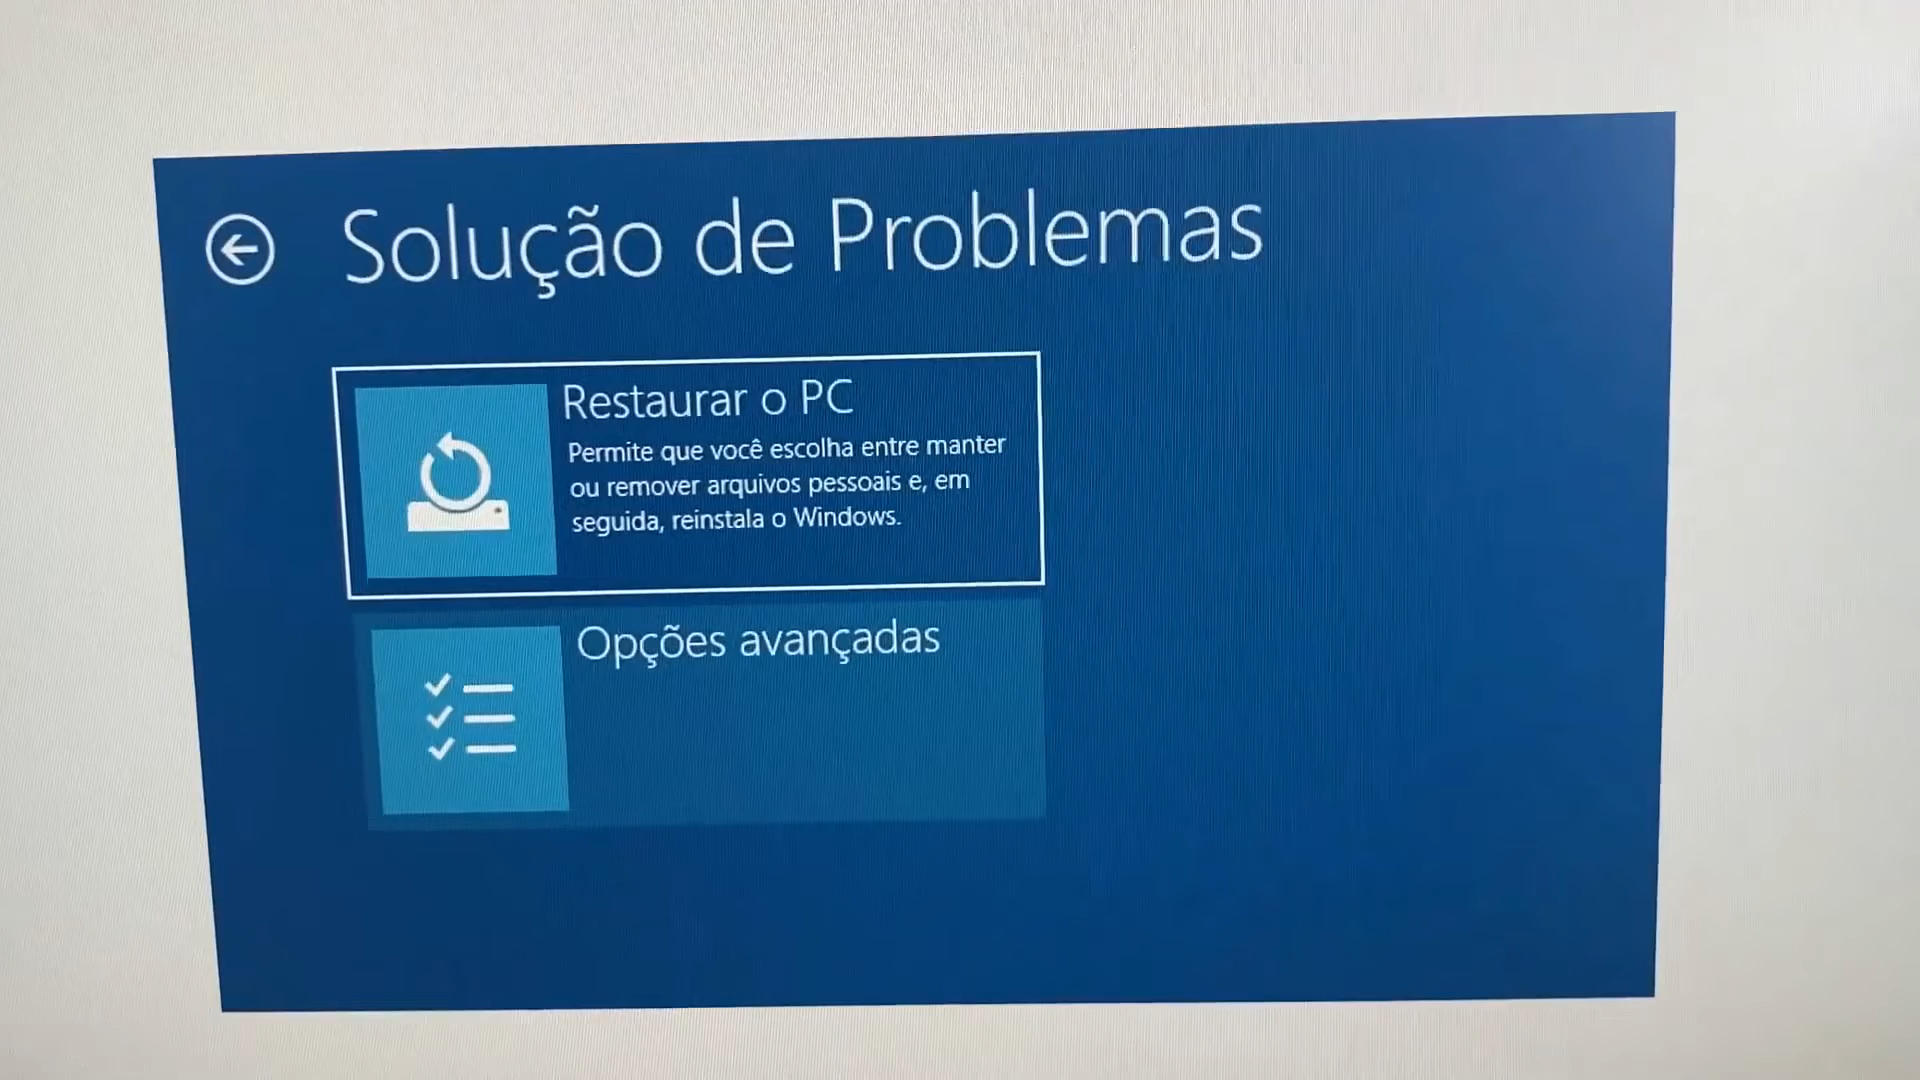 Solução de Problemas
Restaurar o PC
Permite que você escolha entre manter
ou remover arquivos pessoais e, em
seguida, reinstala o Windows.
Opções avançadas